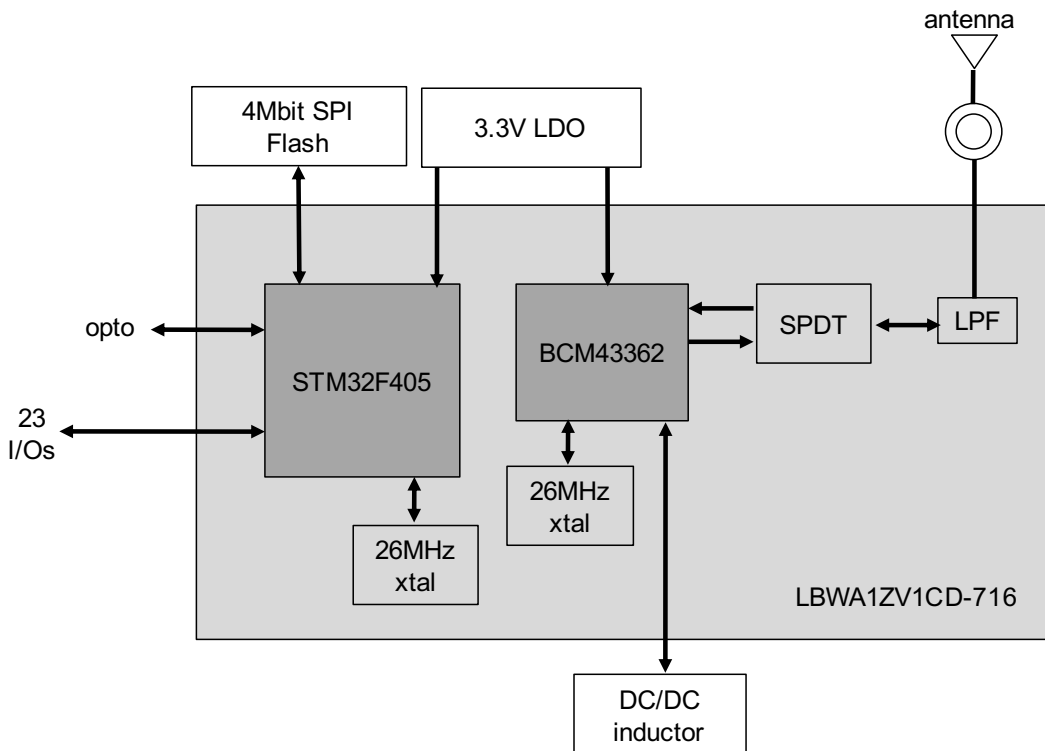 antenna
4Mbit SPI
Flash
3.3V LDO
opto
STM32F405
BCM43362
SPDT
LPF
23
I/Os
26MHz
xtal
26MHz
xtal
LBWA1ZV1CD-716
DC/DC
inductor